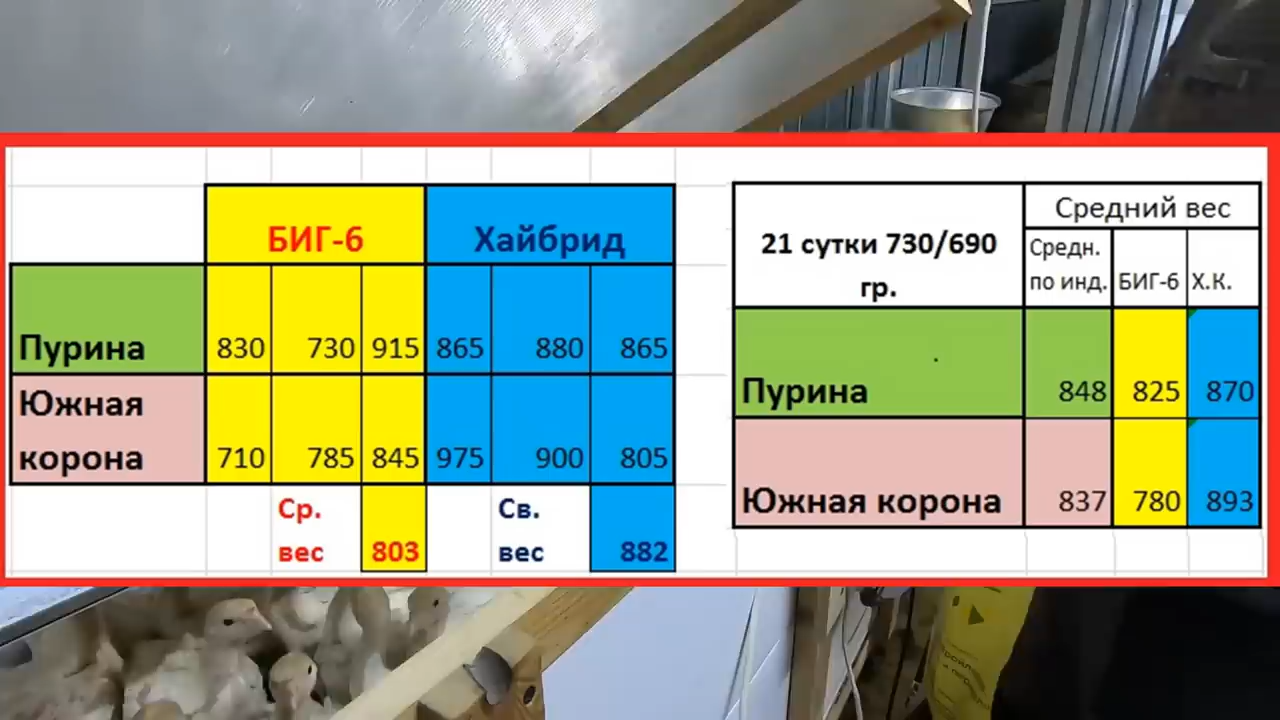 БИГ-6 Хайбрид
Пурина 830 730 915 865 880 865
Южная
корона 710 785 845 975 900 805
Ср. Св.
вес 803 вес 882
21 сутки 730/690
гр.
Средний вес
Средн.
по инд. БИГ-6 Х.К.
Пурина 848 825 870
Южная корона 837 780 893